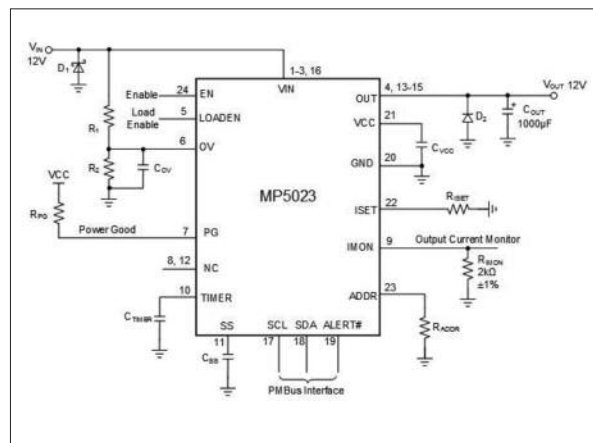 VIN
12V
D1
1-3, 16
VIN
Enable
24
EN
Load
Enable
5
LOADEN
R1
6
OV
R2
COV
VCC
RPG
Power Good
7
PG
8, 12
NC
10
TIMER
CTIMER
SS
11
CSS
SCL
17
SDA
18
ALERT#
19
PMBus Interface
MP5023
4, 13-15
OUT
VOUT 12V
21
VCC
D2
+
COUT
1000µF
CVCC
GND
20
22
ISET
RISET
9
IMON
Output Current Monitor
RIMON
2kΩ
±1%
23
ADDR
RADDR